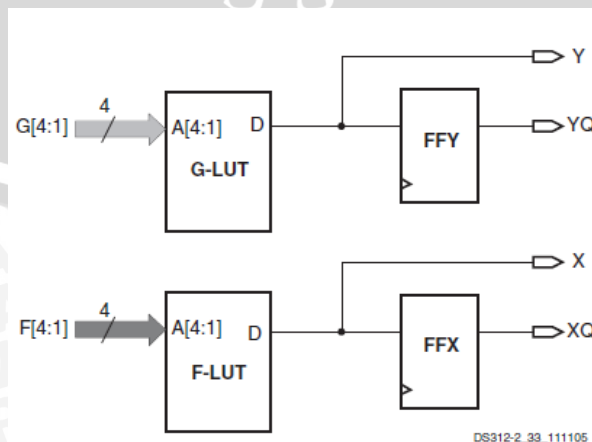 Y
4
G[4:1]
A[4:1]
D
G-LUT
FFY
YQ
X
4
F[4:1]
A[4:1]
D
F-LUT
FFX
XQ
DS312-2_33_111105